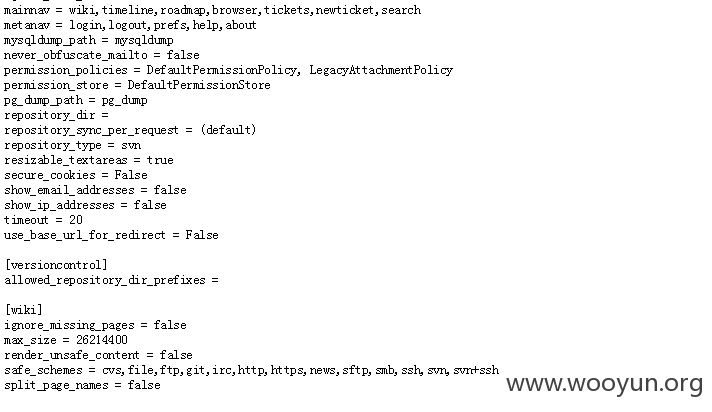 mainnav = wiki,timeline,roadmap,browser,tickets,newticket,search
metanav = login,logout,prefs,help,about
mysqldump_path = mysqldump
never_obfuscate_mailto = false
permission_policies = DefaultPermissionPolicy, LegacyAttachmentPolicy
permission_store = DefaultPermissionStore
pg_dump_path = pg_dump
repository_dir =
repository_sync_per_request = (default)
repository_type = svn
resizable_textareas = true
secure_cookies = False
show_email_addresses = false
show_ip_addresses = false
timeout = 20
use_base_url_for_redirect = False
[versioncontrol]
allowed_repository_dir_prefixes =
[wiki]
ignore_missing_pages = false
max_size = 26214400
render_unsafe_content = false
safe_schemes = cvs,file,ftp,git,irc,http,https,news,sftp,smb,ssh,svn,svn+ssh
split_page_names = false
www.wooyun.org